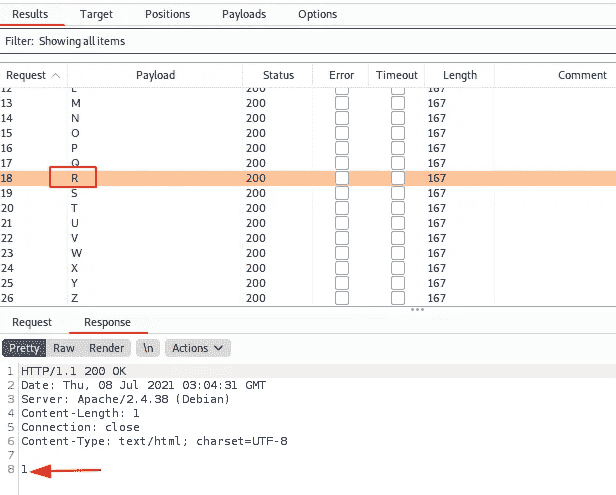 Results Target Positions Payloads Options
Filter: Showing all items
Request Payload Status Error Timeout Length Comment
12 L 200 167
13 M 200 167
14 N 200 167
15 O 200 167
16 P 200 167
17 Q 200 167
18 R 200 167
19 S 200 167
20 T 200 167
21 U 200 167
22 V 200 167
23 W 200 167
24 X 200 167
25 Y 200 167
26 Z 200 167
Request Response
Pretty Raw Render \n Actions
1 HTTP/1.1 200 OK
2 Date: Thu, 08 Jul 2021 03:04:31 GMT
3 Server: Apache/2.4.38 (Debian)
4 Content-Length: 1
5 Connection: close
6 Content-Type: text/html; charset=UTF-8
7
8 1